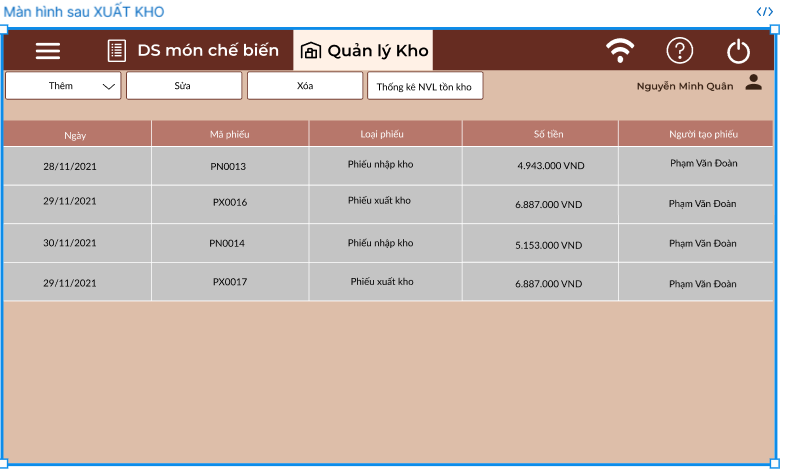 Màn hình sau XUẤT KHO
DS món chế biến
Quản lý Kho
Thêm
Sửa
Xóa
Thống kê NVL tồn kho
Nguyễn Minh Quân
Ngày Mã phiếu Loại phiếu Số tiền Người tạo phiếu
28/11/2021 PN0013 Phiếu nhập kho 4.943.000 VND Phạm Văn Đoàn
29/11/2021 PX0016 Phiếu xuất kho 6.887.000 VND Phạm Văn Đoàn
30/11/2021 PN0014 Phiếu nhập kho 5.153.000 VND Phạm Văn Đoàn
29/11/2021 PX0017 Phiếu xuất kho 6.887.000 VND Phạm Văn Đoàn